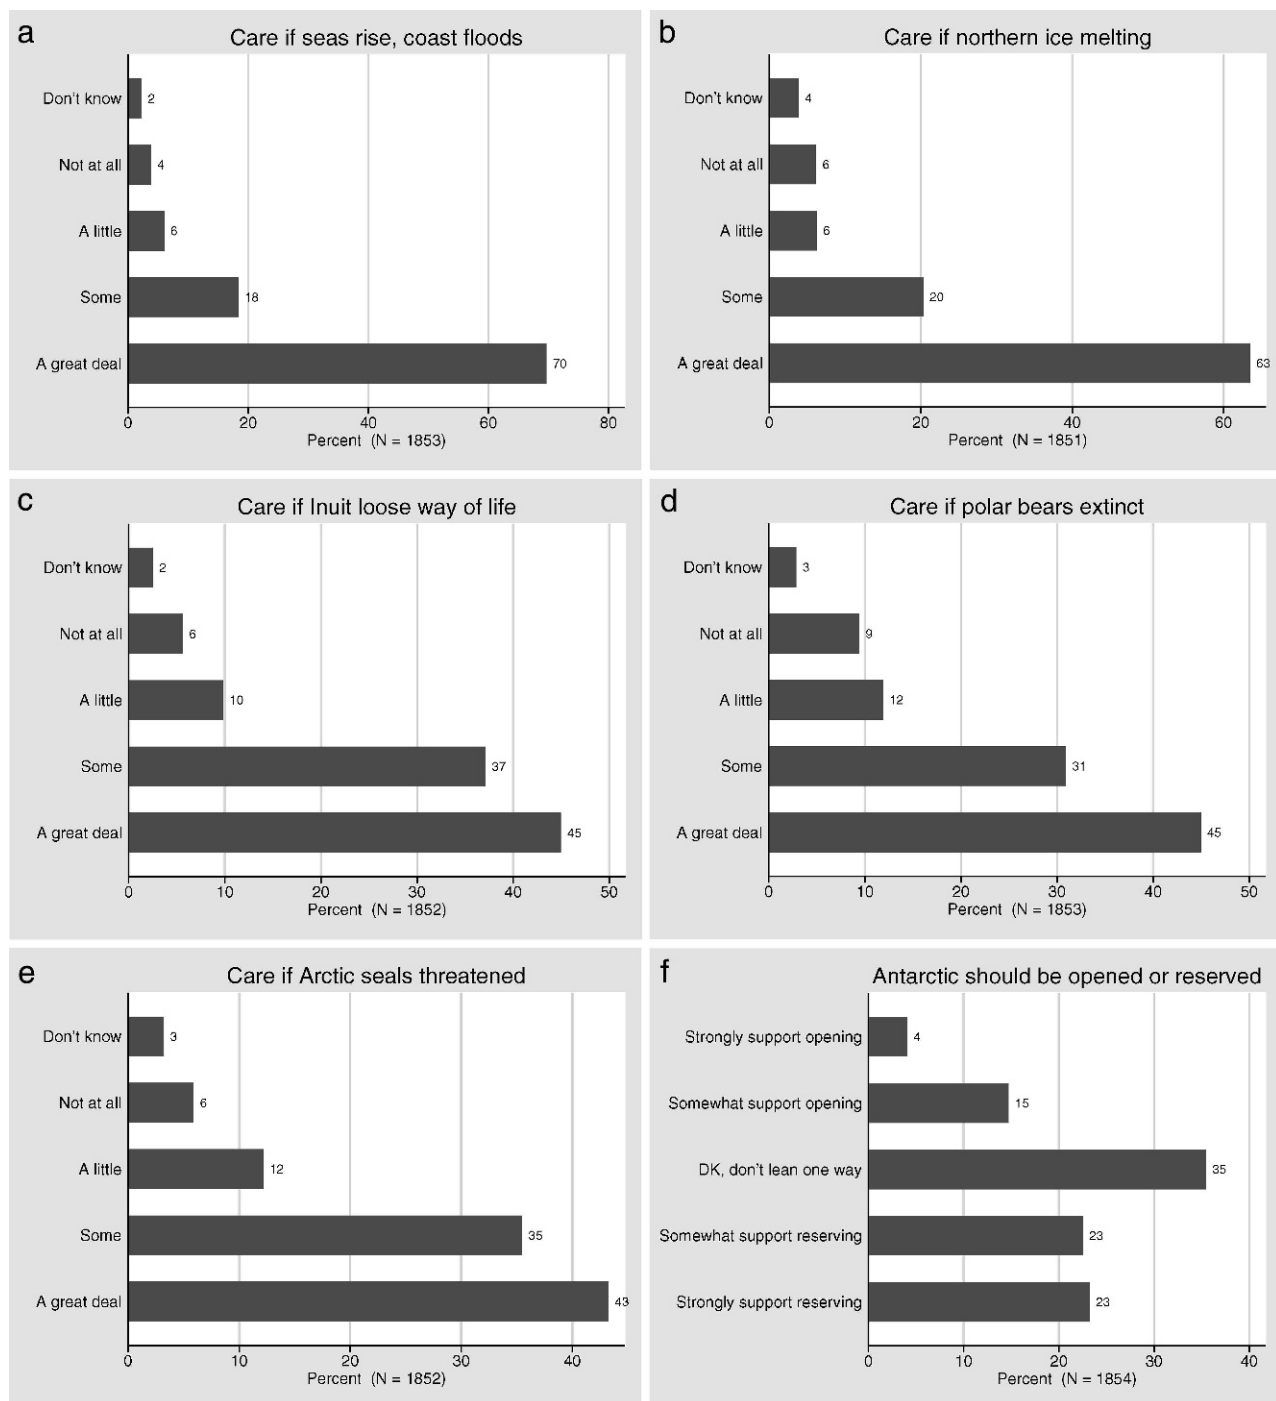 a
Care if seas rise, coast floods
Don't know 2
Not at all 4
A little 6
Some 18
A great deal 70
0 20 40 60 80
Percent (N = 1853)
b
Care if northern ice melting
Don't know 4
Not at all 6
A little 6
Some 20
A great deal 63
0 20 40 60
Percent (N = 1851)
c
Care if Inuit loose way of life
Don't know 2
Not at all 6
A little 10
Some 37
A great deal 45
0 10 20 30 40 50
Percent (N = 1852)
d
Care if polar bears extinct
Don't know 3
Not at all 9
A little 12
Some 31
A great deal 45
0 10 20 30 40 50
Percent (N = 1853)
e
Care if Arctic seals threatened
Don't know 3
Not at all 6
A little 12
Some 35
A great deal 43
0 10 20 30 40
Percent (N = 1852)
f
Antarctic should be opened or reserved
Strongly support opening 4
Somewhat support opening 15
DK, don't lean one way 35
Somewhat support reserving 23
Strongly support reserving 23
0 10 20 30 40
Percent (N = 1854)